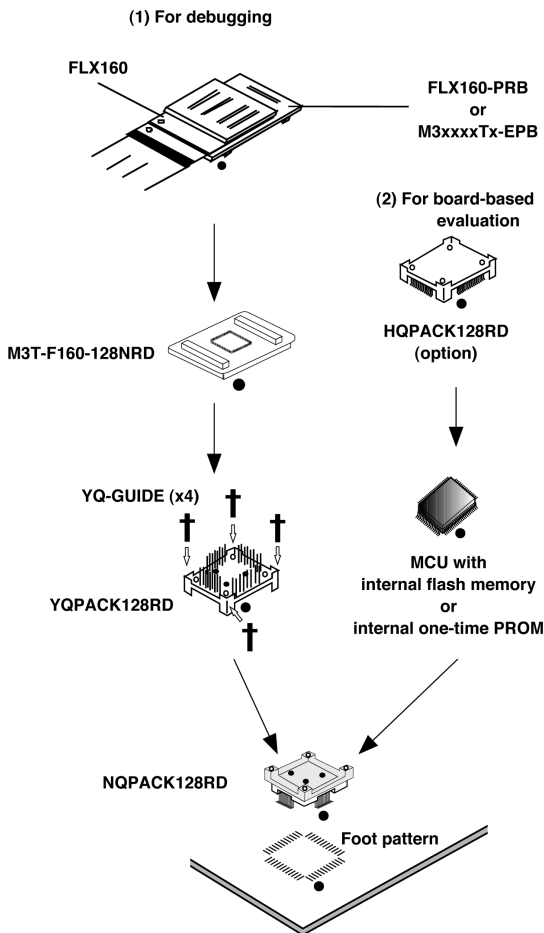 (1) For debugging
FLX160
FLX160-PRB
or
M3xxxxTx-EPB
(2) For board-based
evaluation
HQPACK128RD
(option)
M3T-F160-128NRD
YQ-GUIDE (x4)
YQPACK128RD
MCU with
internal flash memory
or
internal one-time PROM
NQPACK128RD
Foot pattern